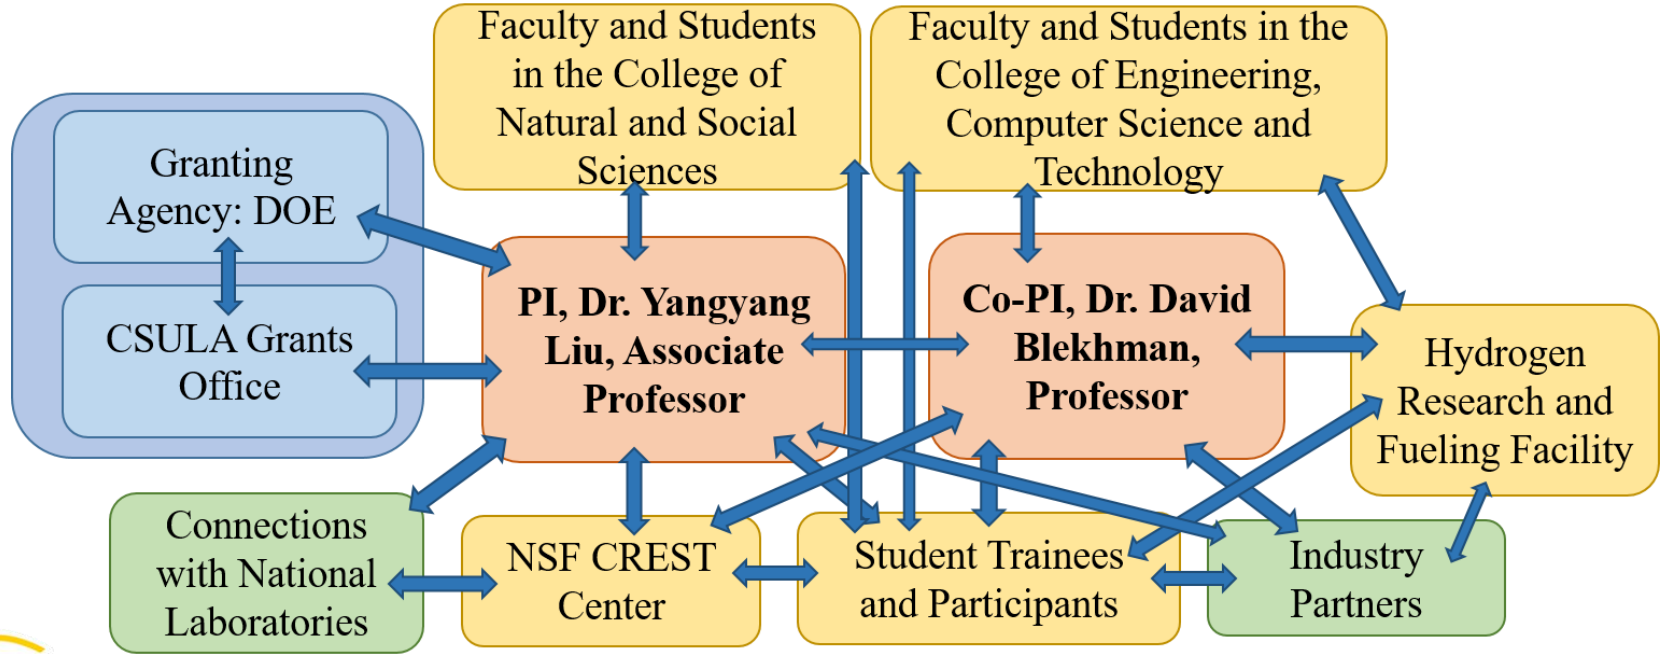 Faculty and Students
in the College of
Natural and Social
Sciences
Faculty and Students in the
College of Engineering,
Computer Science and
Technology
Granting
Agency: DOE
CSULA Grants
Office
PI, Dr. Yangyang
Liu, Associate
Professor
Co-PI, Dr. David
Blekhman,
Professor
Hydrogen
Research and
Fueling Facility
Connections
with National
Laboratories
NSF CREST
Center
Student Trainees
and Participants
Industry
Partners